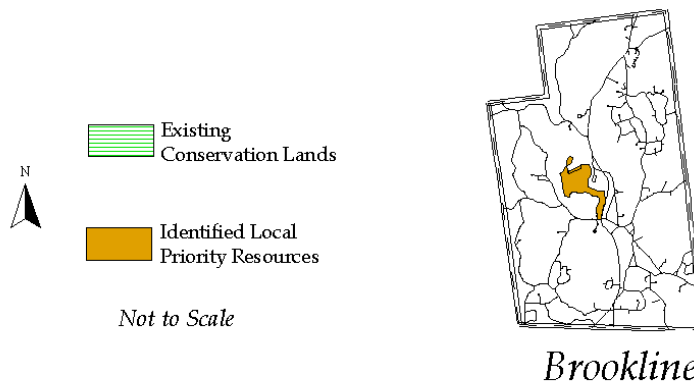 Existing
Conservation Lands
N
Identified Local
Priority Resources
Not to Scale
Brookline